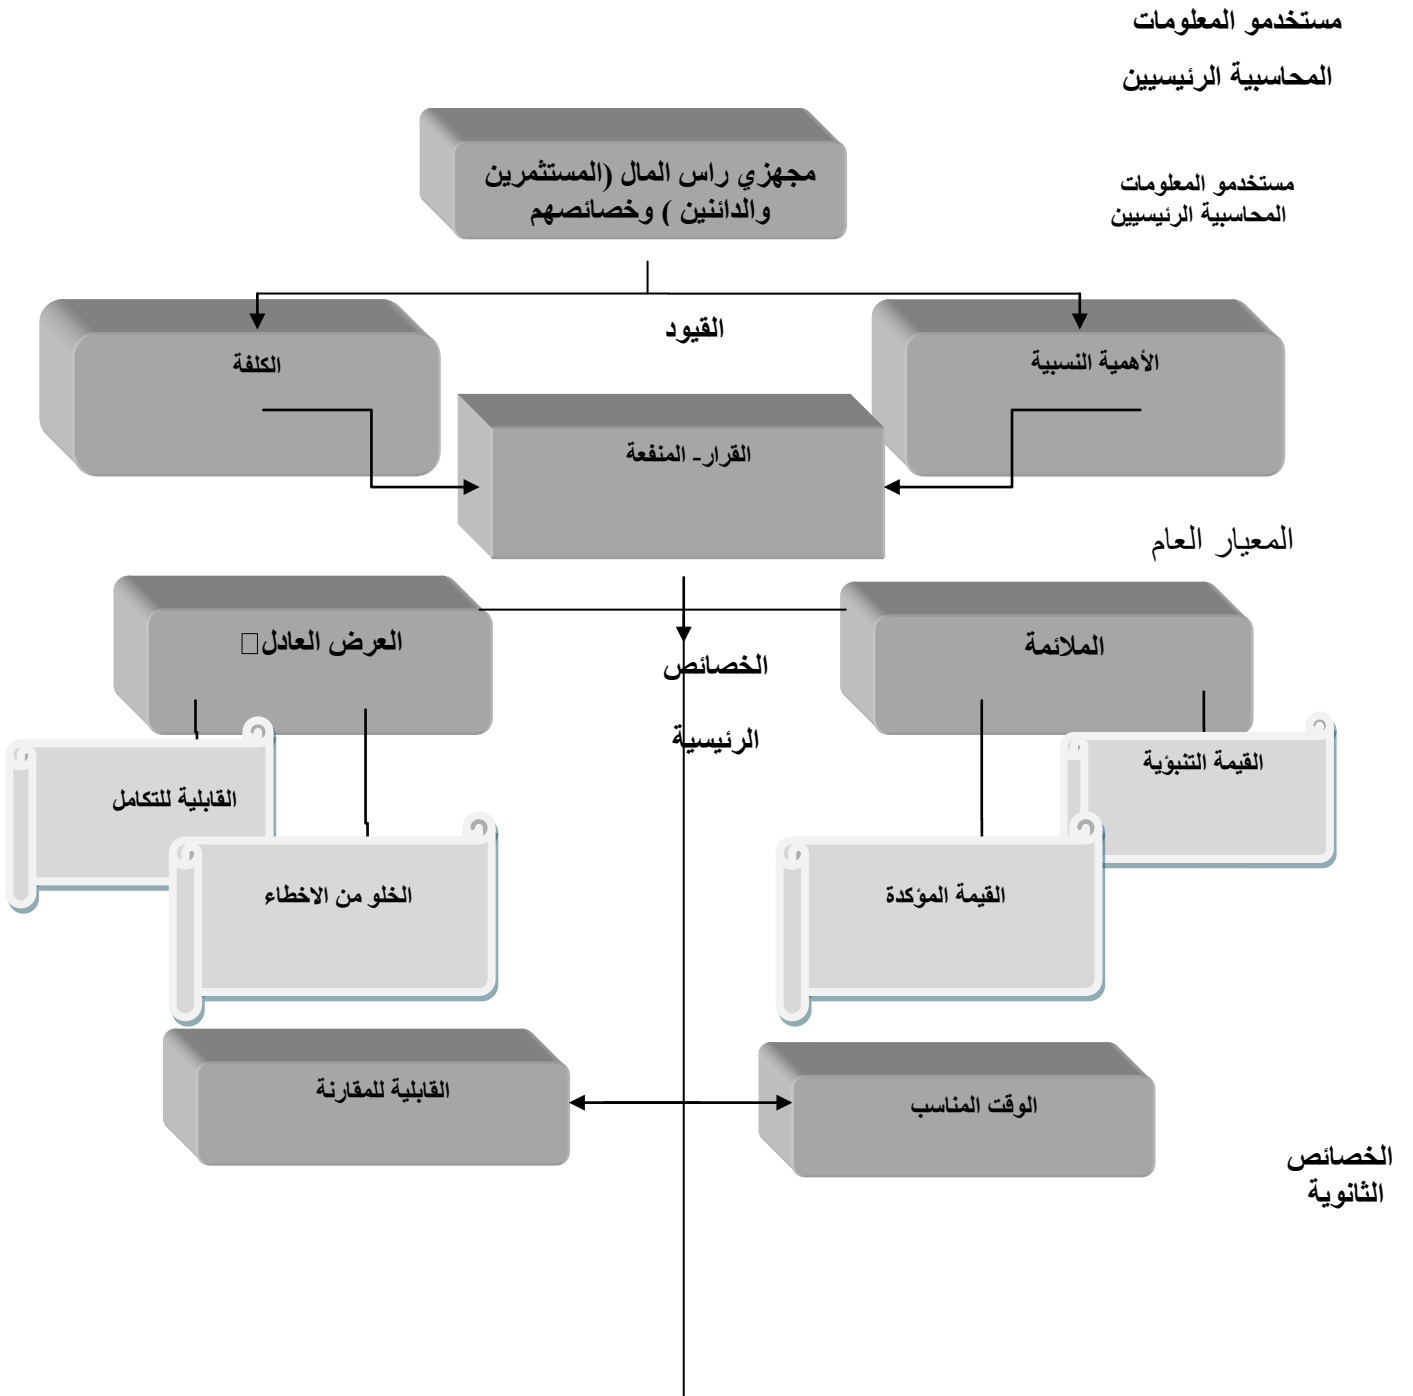 مستخدمو المعلومات
المحاسبية الرئيسيين
مجهزي راس المال (المستثمرين
والدائنين ) وخصائصهم
مستخدمو المعلومات
المحاسبية الرئيسيين
القيود
الأهمية النسبية
الكلفة
القرار- المنفعة
المعيار العام
الملائمة
العرض العادل
الخصائص
الرئيسية
القيمة التنبؤية
القابلية للتكامل
القيمة المؤكدة
الخلو من الاخطاء
القابلية للمقارنة
الوقت المناسب
الخصائص
الثانوية